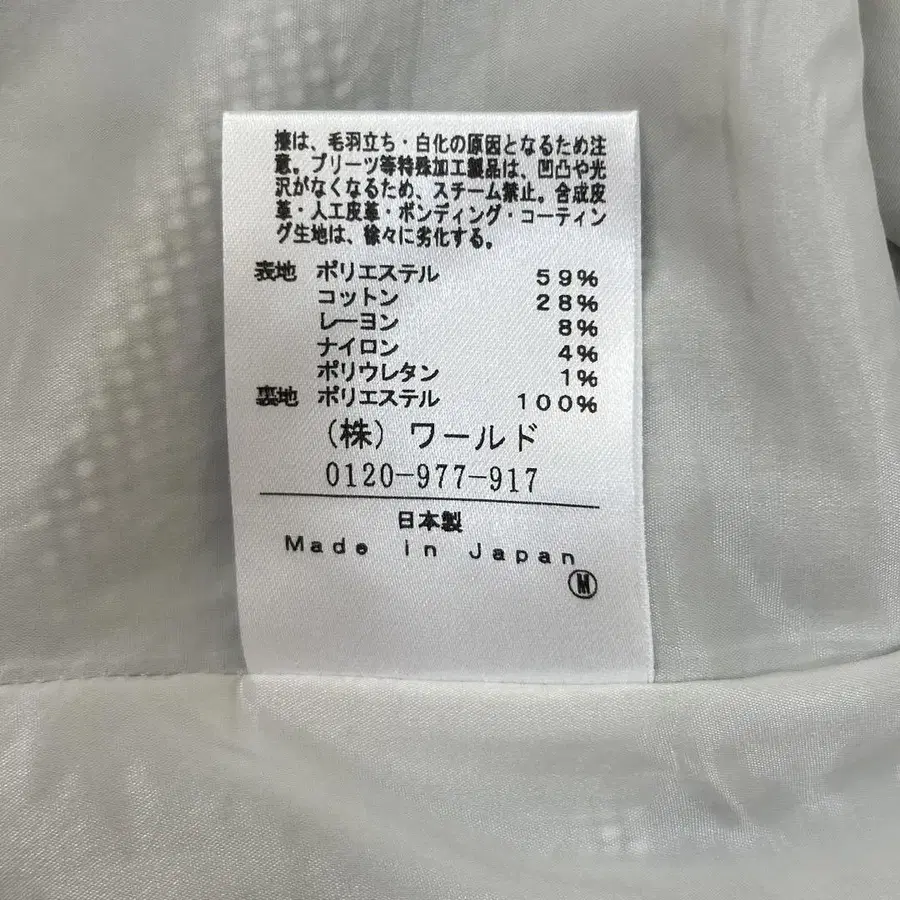 擦は、毛羽立ち・白化の原因となるため注
意。プリーツ等特殊加工製品は、凹凸や光
沢がなくなるため、スチーム禁止。合成皮
革・人工皮革・ボンディング・コーティン
グ生地は、徐々に劣化する。
表地 ポリエステル 59%
コットン 28%
レーヨン 8%
ナイロン 4%
ポリウレタン 1%
裏地 ポリエステル 100%
(株) ワールド
0120-977-917
日本製
Made in Japan
M